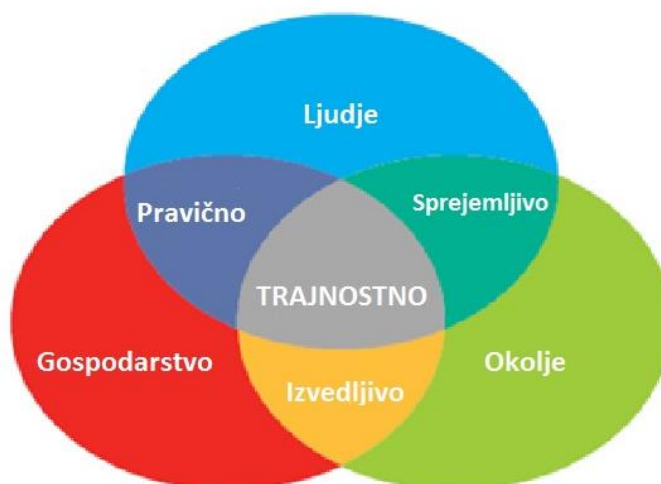 Ljudje
Pravično
Sprejemljivo
TRAJNOSTNO
Gospodarstvo
Okolje
Izvedljivo